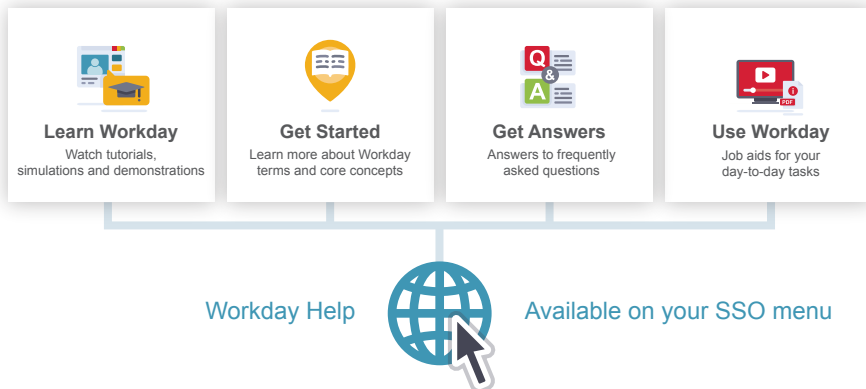 Learn Workday
Watch tutorials,
simulations and demonstrations
Get Started
Learn more about Workday
terms and core concepts
Q
&
A
Get Answers
Answers to frequently
asked questions
PDF
Use Workday
Job aids for your
day-to-day tasks
Workday Help
Available on your SSO menu